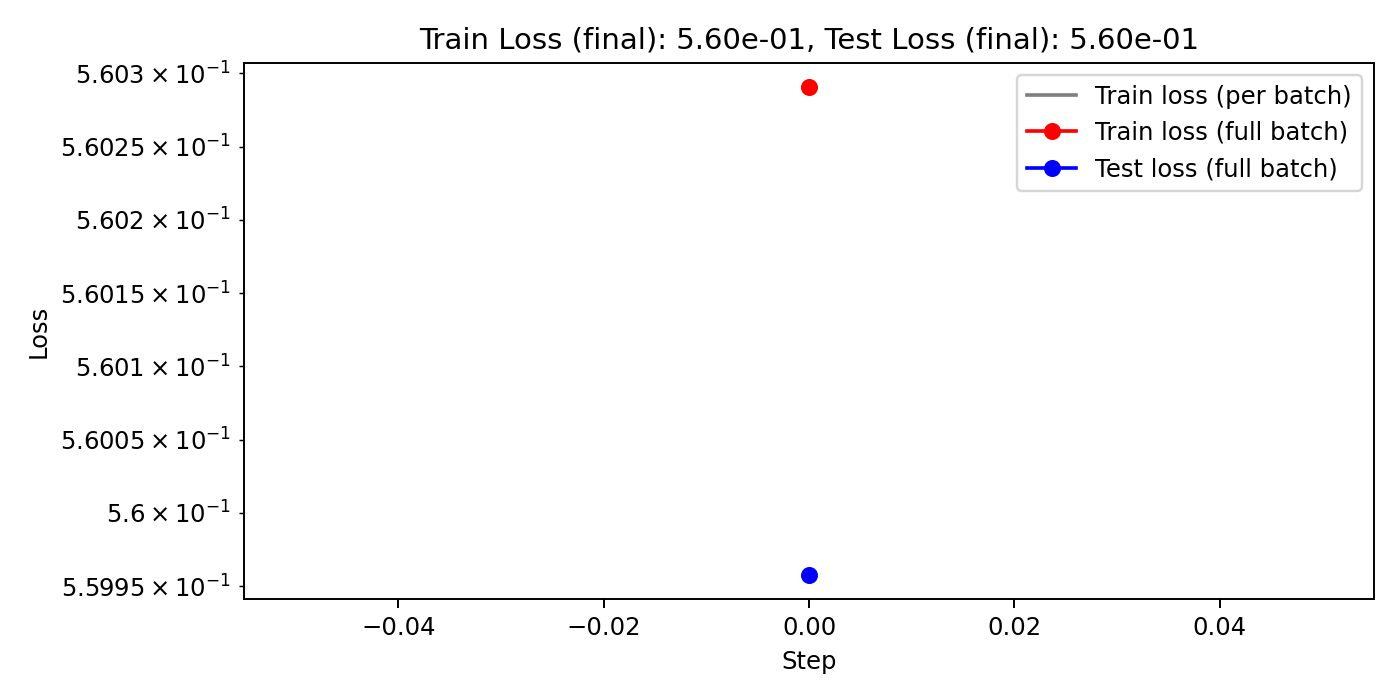 Train Loss (final): 5.60e-01, Test Loss (final): 5.60e-01
5.603 × 10⁻¹
5.6025 × 10⁻¹
5.602 × 10⁻¹
5.6015 × 10⁻¹
5.601 × 10⁻¹
5.6005 × 10⁻¹
5.6 × 10⁻¹
5.5995 × 10⁻¹
Loss
Train loss (per batch)
Train loss (full batch)
Test loss (full batch)
−0.04 −0.02 0.00 0.02 0.04
Step